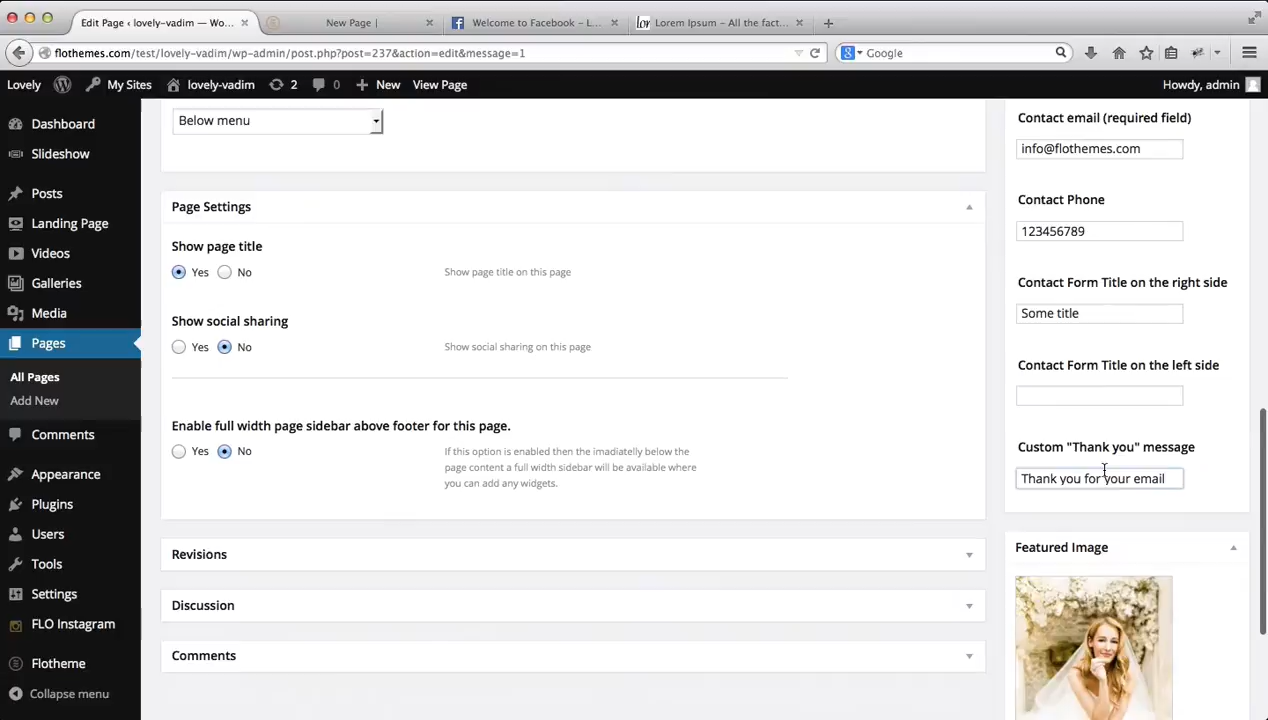 Edit Page ‹ lovely-vadim — Wo...
New Page |
Welcome to Facebook – L...
lor
Lorem Ipsum – All the fact...
flothemes.com/test/lovely-vadim/wp-admin/post.php?post=237&action=edit&message=1
Google
Lovely
My Sites
lovely-vadim
2
0
New
View Page
Howdy, admin
Dashboard
Slideshow
Posts
Landing Page
Videos
Galleries
Media
Pages
All Pages
Add New
Comments
Appearance
Plugins
Users
Tools
Settings
FLO Instagram
Flotheme
Collapse menu
Below menu
Page Settings
Show page title
Yes No
Show page title on this page
Show social sharing
Yes No
Show social sharing on this page
Enable full width page sidebar above footer for this page.
Yes No
If this option is enabled then the imadiatelly below the
page content a full width sidebar will be available where
you can add any widgets.
Revisions
Discussion
Comments
Contact email (required field)
info@flothemes.com
Contact Phone
123456789
Contact Form Title on the right side
Some title
Contact Form Title on the left side
Custom "Thank you" message
Thank you for your email
Featured Image